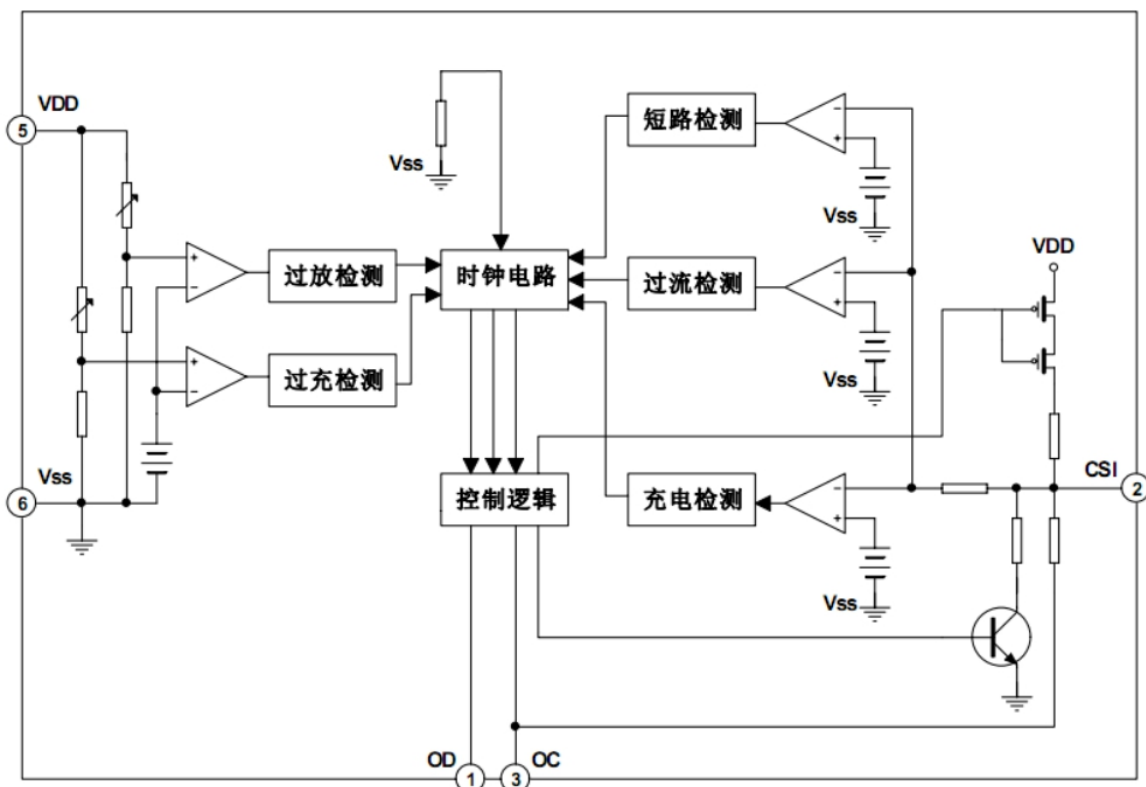 VDD
5
Vss
短路检测
-
+
Vss
VDD
+
-
过放检测
时钟电路
过流检测
-
+
Vss
+
-
过充检测
Vss
6
控制逻辑
充电检测
-
+
Vss
CSI
2
OD
1
3
OC